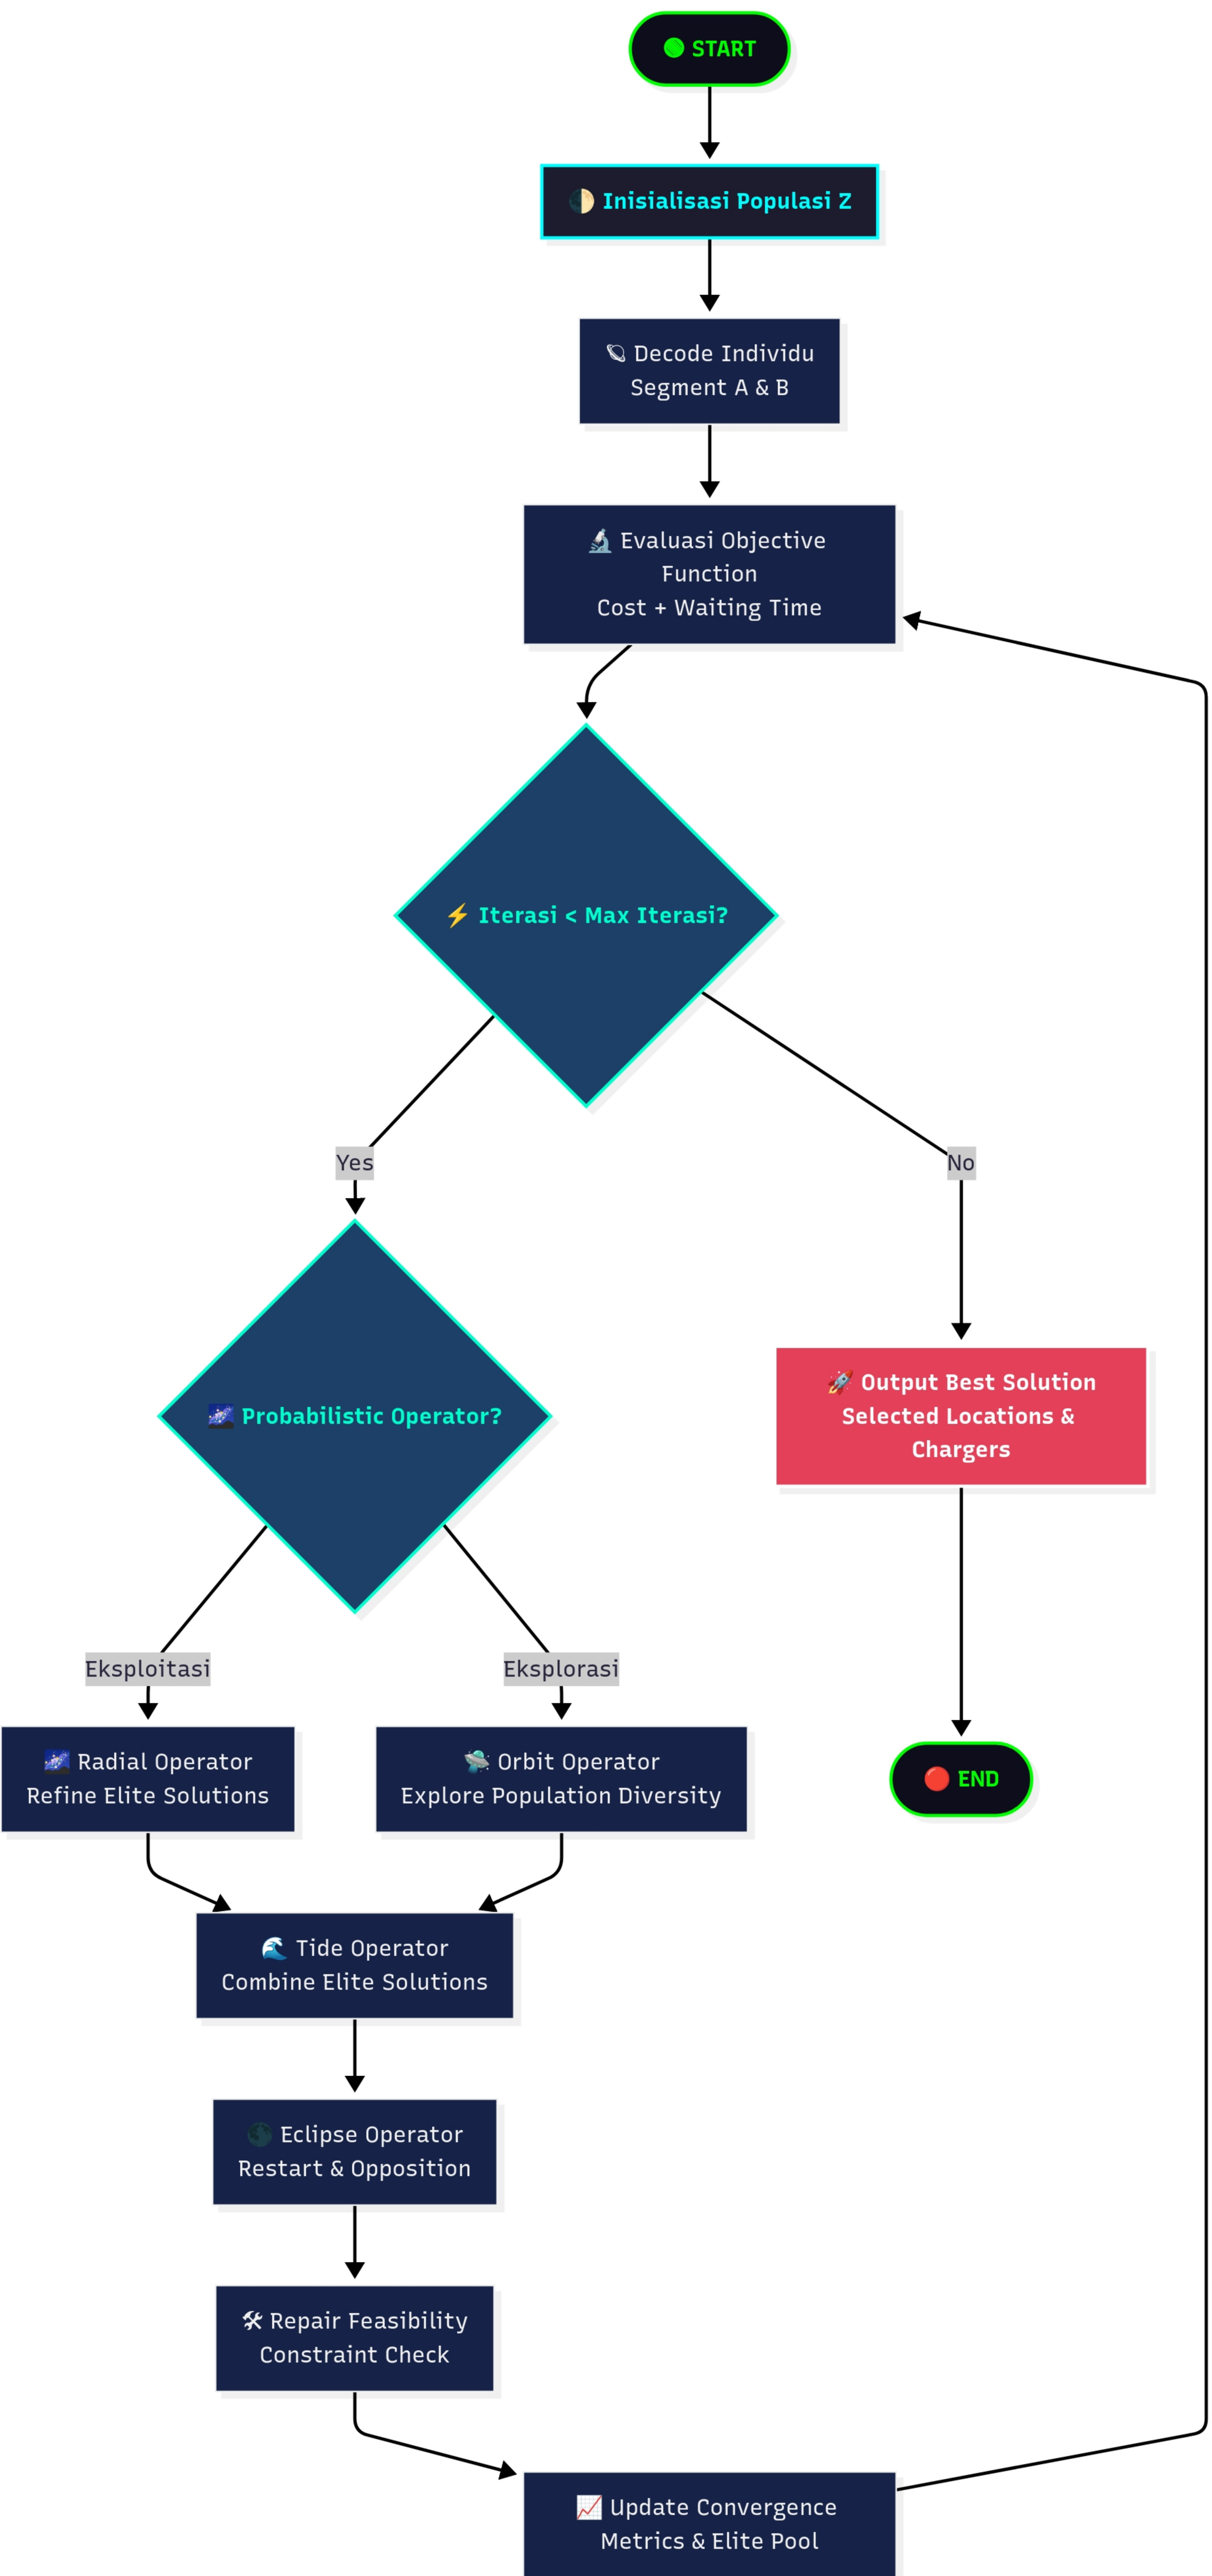 START
Inisialisasi Populasi Z
Decode Individu
Segment A & B
Evaluasi Objective
Function
Cost + Waiting Time
Iterasi < Max Iterasi?
Yes
No
Probabilistic Operator?
Output Best Solution
Selected Locations &
Chargers
Eksploitasi
Eksplorasi
Radial Operator
Refine Elite Solutions
Orbit Operator
Explore Population Diversity
END
Tide Operator
Combine Elite Solutions
Eclipse Operator
Restart & Opposition
Repair Feasibility
Constraint Check
Update Convergence
Metrics & Elite Pool